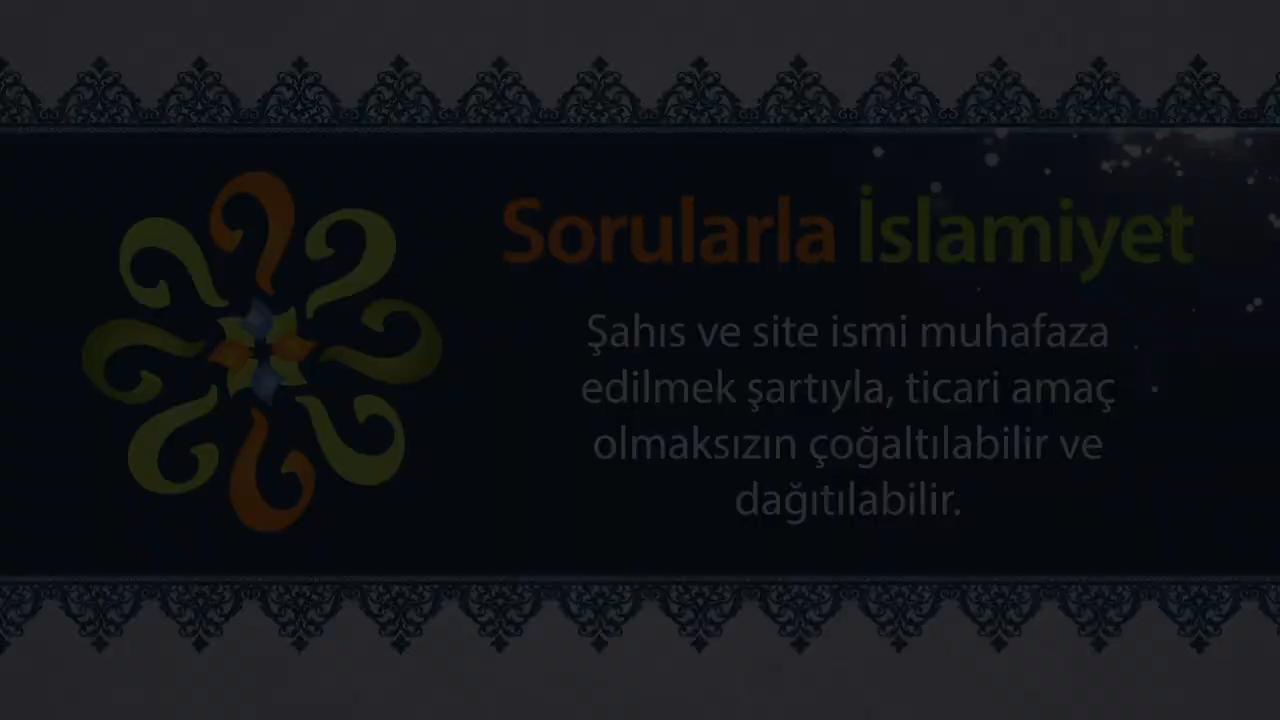 Sorularla İslamiyet
Şahıs ve site ismi muhafaza
edilmek şartıyla, ticari amaç
olmaksızın çoğaltılabilir ve
dağıtılabilir.